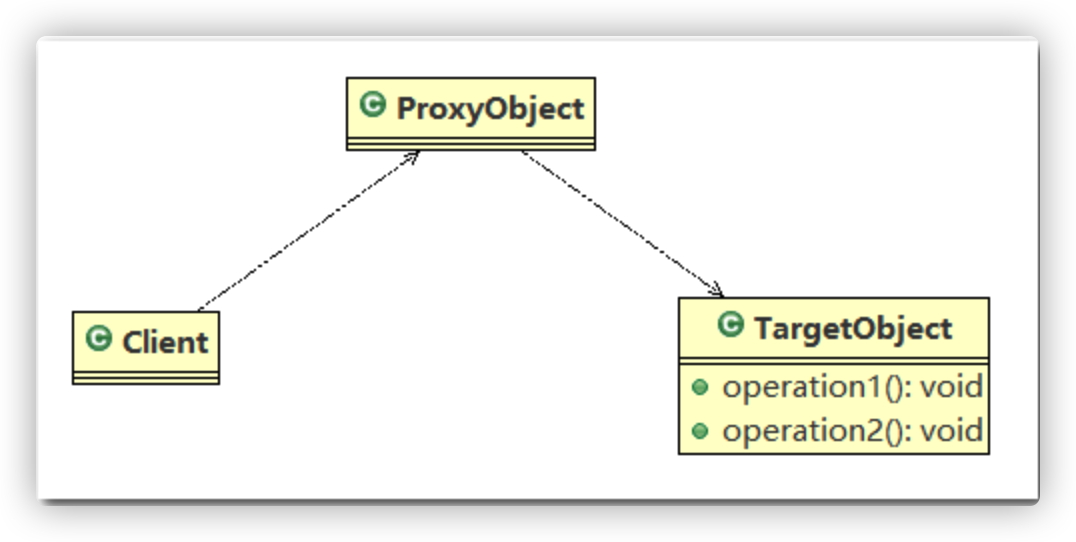 ProxyObject
Client
TargetObject
operation1(): void
operation2(): void